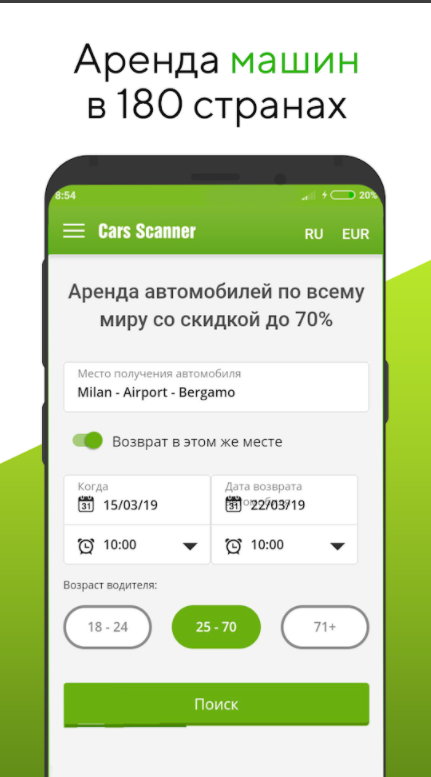 Аренда машин
в 180 странах
8:54
20%
Cars Scanner
RU EUR
Аренда автомобилей по всему
миру со скидкой до 70%
Место получения автомобиля
Milan - Airport - Bergamo
Возврат в этом же месте
Когда
31 15/03/19
Дата возврата
31 22/03/19
10:00
10:00
Возраст водителя:
18 - 24
25 - 70
71+
Поиск